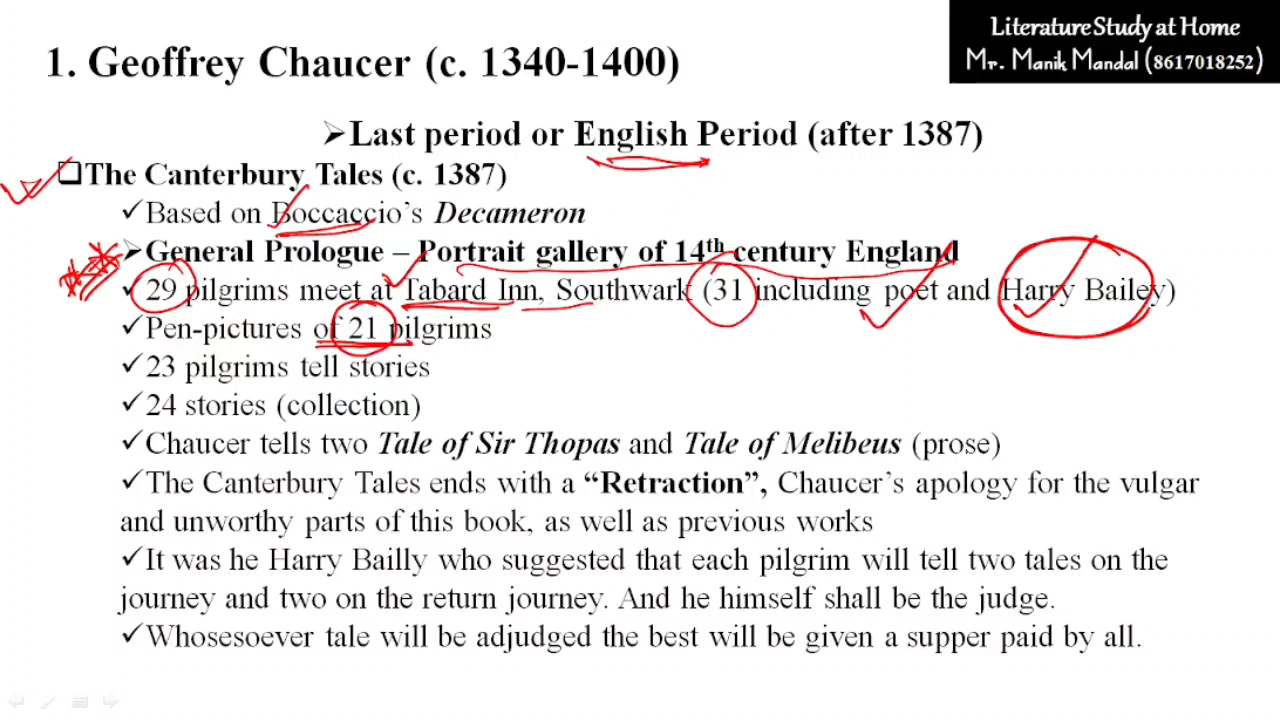 Literature Study at Home
Mr. Manik Mandal (8617018252)
1. Geoffrey Chaucer (c. 1340-1400)
➢Last period or English Period (after 1387)
❑The Canterbury Tales (c. 1387)
✓Based on Boccaccio’s Decameron
➢General Prologue – Portrait gallery of 14th century England
✓29 pilgrims meet at Tabard Inn, Southwark (31 including poet and Harry Bailey)
✓Pen-pictures of 21 pilgrims
✓23 pilgrims tell stories
✓24 stories (collection)
✓Chaucer tells two Tale of Sir Thopas and Tale of Melibeus (prose)
✓The Canterbury Tales ends with a “Retraction”, Chaucer’s apology for the vulgar
and unworthy parts of this book, as well as previous works
✓It was he Harry Bailly who suggested that each pilgrim will tell two tales on the
journey and two on the return journey. And he himself shall be the judge.
✓Whosesoever tale will be adjudged the best will be given a supper paid by all.